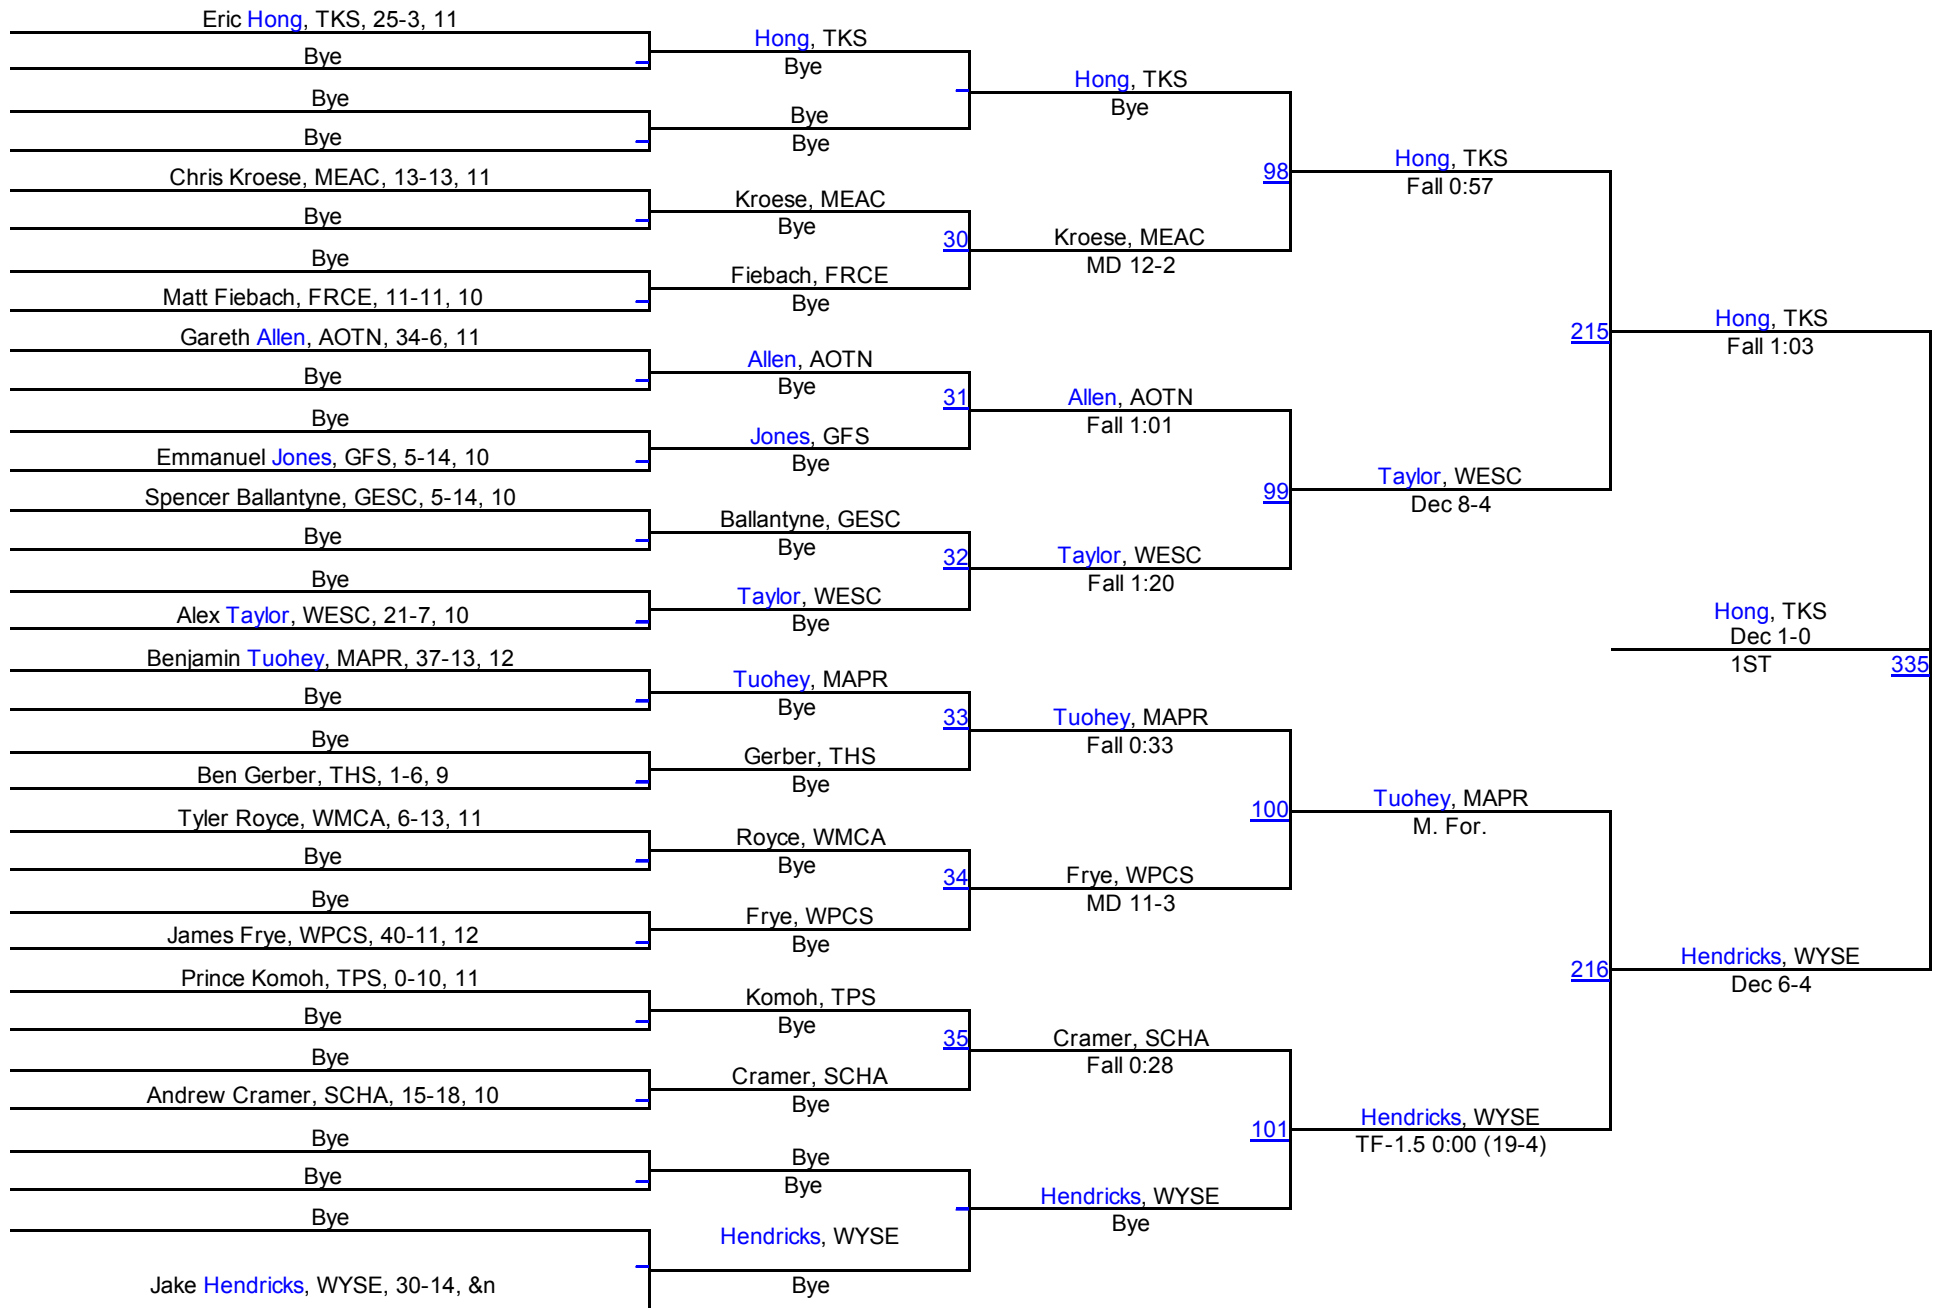 Eric Hong, TKS, 25-3, 11
Bye
Bye
Bye
Chris Kroese, MEAC, 13-13, 11
Bye
Bye
Matt Fiebach, FRCE, 11-11, 10
Gareth Allen, AOTN, 34-6, 11
Bye
Bye
Emmanuel Jones, GFS, 5-14, 10
Spencer Ballantyne, GESC, 5-14, 10
Bye
Bye
Alex Taylor, WESC, 21-7, 10
Benjamin Tuohey, MAPR, 37-13, 12
Bye
Bye
Ben Gerber, THS, 1-6, 9
Tyler Royce, WMCA, 6-13, 11
Bye
Bye
James Frye, WPCS, 40-11, 12
Prince Komoh, TPS, 0-10, 11
Bye
Bye
Andrew Cramer, SCHA, 15-18, 10
Bye
Bye
Bye
Jake Hendricks, WYSE, 30-14, &n
Hong, TKS
Bye
Bye
Bye
Kroese, MEAC
Bye
30
Fiebach, FRCE
Bye
Allen, AOTN
Bye
31
Jones, GFS
Bye
Ballantyne, GESC
Bye
32
Taylor, WESC
Bye
Tuohey, MAPR
Bye
33
Gerber, THS
Bye
Royce, WMCA
Bye
34
Frye, WPCS
Bye
Komoh, TPS
Bye
35
Cramer, SCHA
Bye
Bye
Bye
Hendricks, WYSE
Bye
Hong, TKS
Bye
98
Kroese, MEAC
MD 12-2
Allen, AOTN
Fall 1:01
99
Taylor, WESC
Fall 1:20
Tuohey, MAPR
Fall 0:33
100
Frye, WPCS
MD 11-3
Cramer, SCHA
Fall 0:28
101
Hendricks, WYSE
Bye
Hong, TKS
Fall 0:57
215
Taylor, WESC
Dec 8-4
Tuohey, MAPR
M. For.
216
Hendricks, WYSE
TF-1.5 0:00 (19-4)
Hong, TKS
Fall 1:03
Hong, TKS
Dec 1-0
1ST
335
Hendricks, WYSE
Dec 6-4